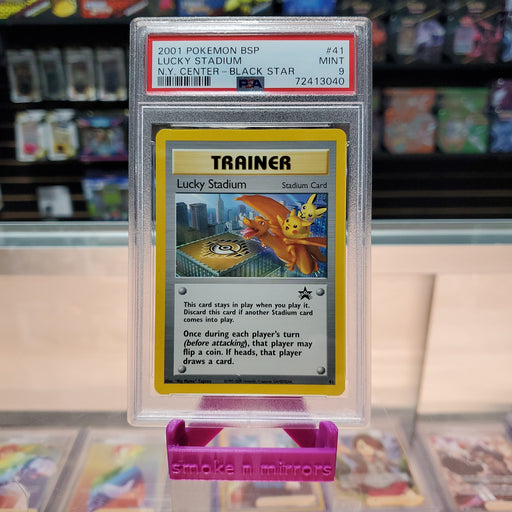 2001 POKEMON BSP #41
LUCKY STADIUM MINT
N.Y. CENTER - BLACK STAR 9
PSA 72413040
TRAINER
Lucky Stadium Stadium Card
This card stays in play when you play it.
Discard this card if another Stadium card
comes into play.
Once during each player's turn
(before attacking), that player may
flip a coin. If heads, that player
draws a card.
smoke n mirrors